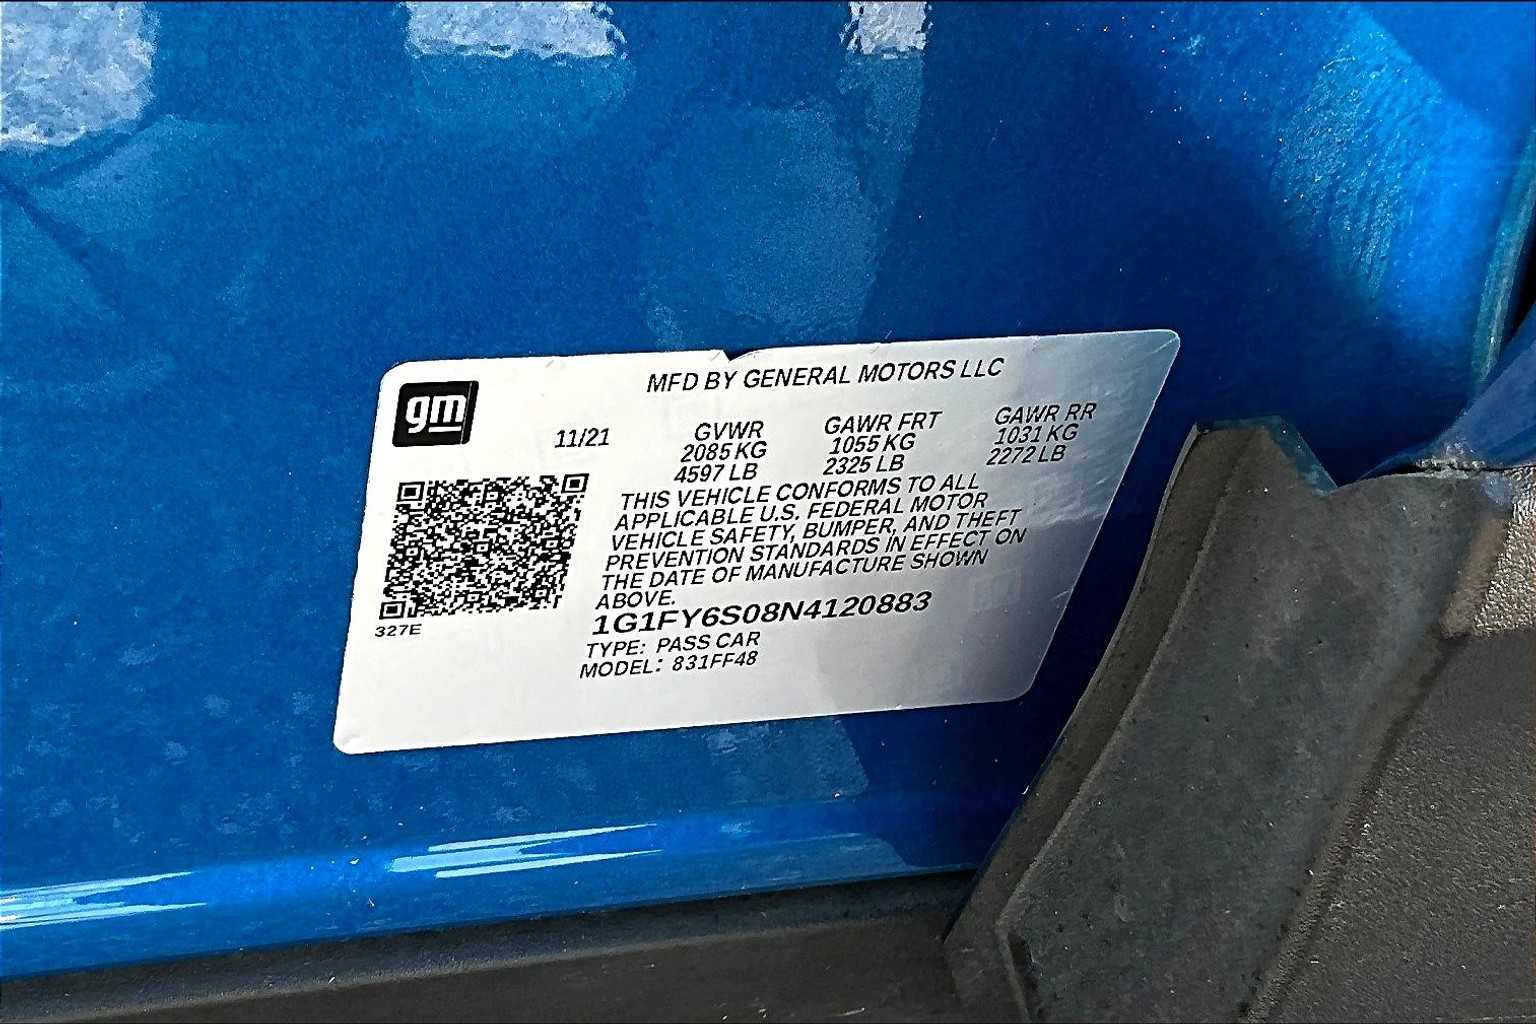 MFD BY GENERAL MOTORS LLC
gm
11/21 GVWR GAWR FRT GAWR RR
2085 KG 1055 KG 1031 KG
4597 LB 2325 LB 2272 LB
THIS VEHICLE CONFORMS TO ALL
APPLICABLE U.S. FEDERAL MOTOR
VEHICLE SAFETY, BUMPER, AND THEFT
PREVENTION STANDARDS IN EFFECT ON
THE DATE OF MANUFACTURE SHOWN
ABOVE.
327E
1G1FY6S08N4120883
TYPE: PASS CAR
MODEL: 831FF48